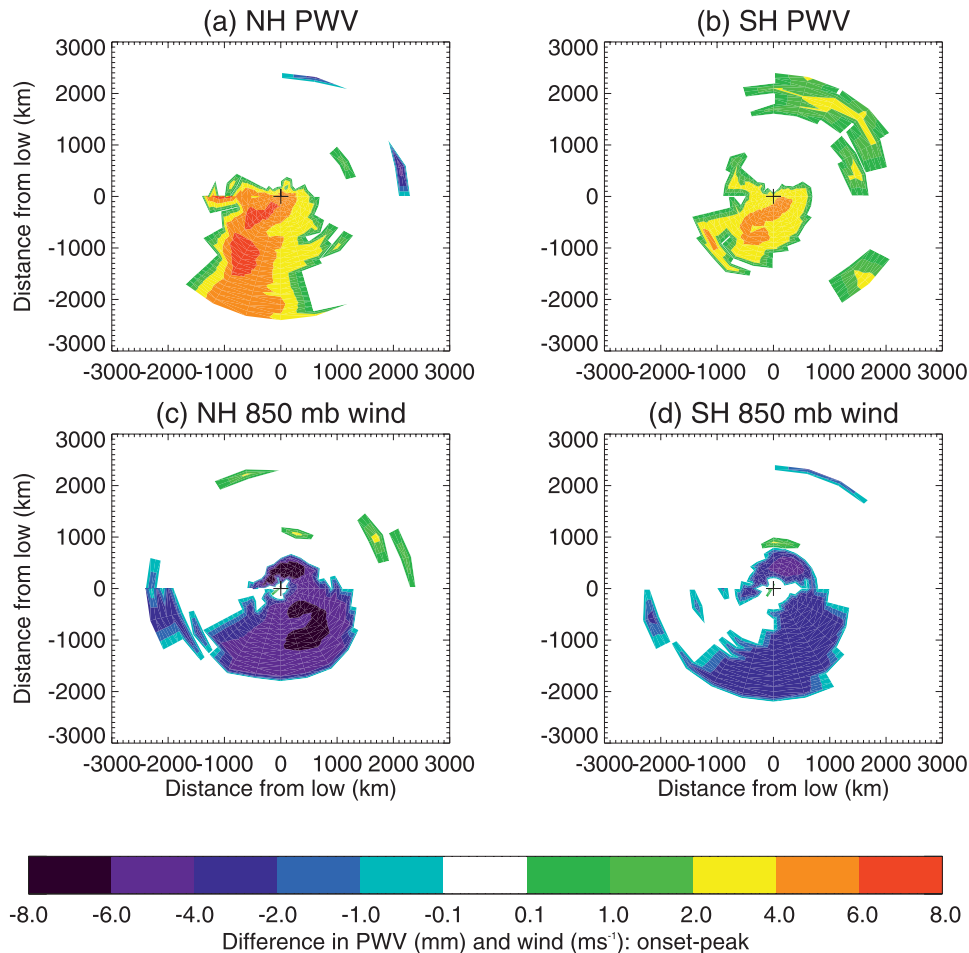 (a) NH PWV
(b) SH PWV
3000
2000
1000
0
-1000
-2000
-3000
Distance from low (km)
-3000-2000-1000 0 1000 2000 3000
3000
2000
1000
0
-1000
-2000
-3000
-3000-2000-1000 0 1000 2000 3000
(c) NH 850 mb wind
(d) SH 850 mb wind
3000
2000
1000
0
-1000
-2000
-3000
Distance from low (km)
-3000-2000-1000 0 1000 2000 3000
Distance from low (km)
3000
2000
1000
0
-1000
-2000
-3000
-3000-2000-1000 0 1000 2000 3000
Distance from low (km)
-8.0 -6.0 -4.0 -2.0 -1.0 -0.1 0.1 1.0 2.0 4.0 6.0 8.0
Difference in PWV (mm) and wind (ms⁻¹): onset-peak